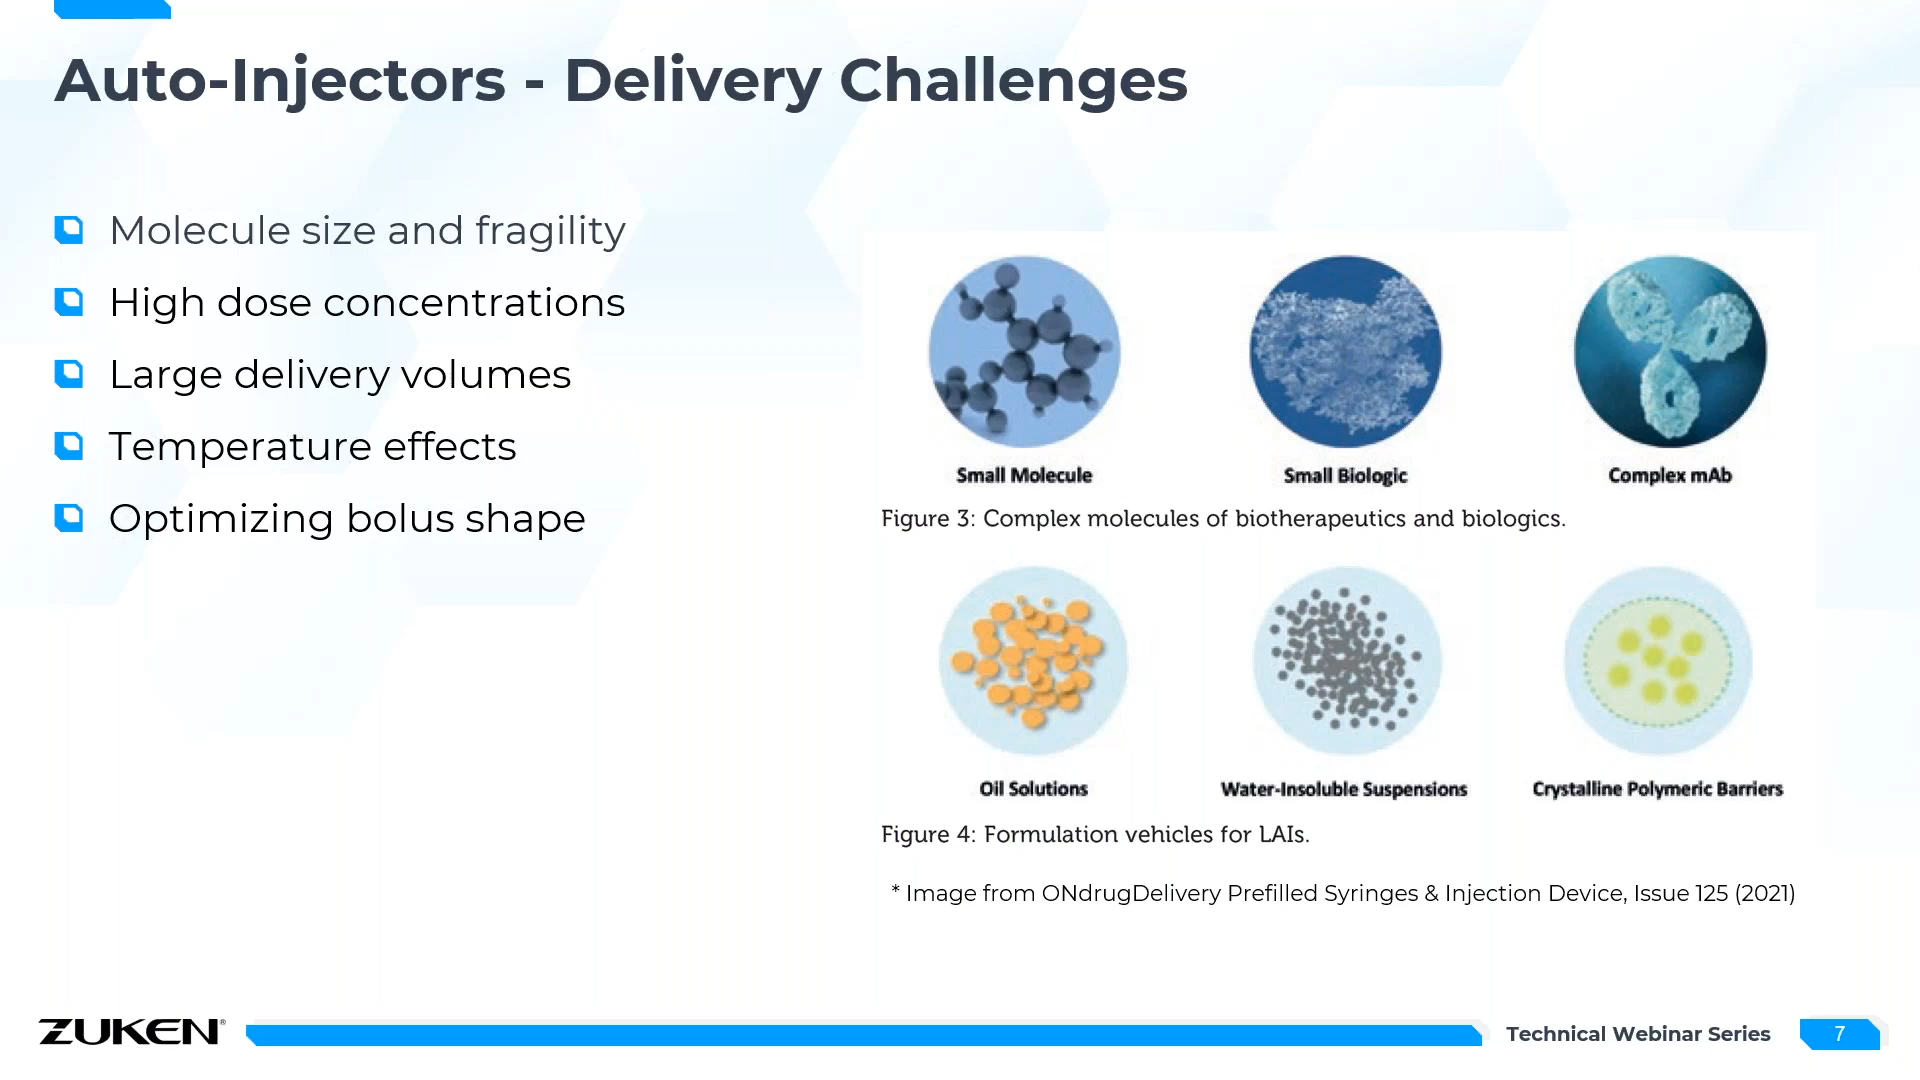 Auto-Injectors - Delivery Challenges
Molecule size and fragility
High dose concentrations
Large delivery volumes
Temperature effects
Optimizing bolus shape
Small Molecule
Small Biologic
Complex mAb
Figure 3: Complex molecules of biotherapeutics and biologics.
Oil Solutions
Water-Insoluble Suspensions
Crystalline Polymeric Barriers
Figure 4: Formulation vehicles for LAIs.
* Image from ONdrugDelivery Prefilled Syringes & Injection Device, Issue 125 (2021)
ZUKEN®
Technical Webinar Series
7